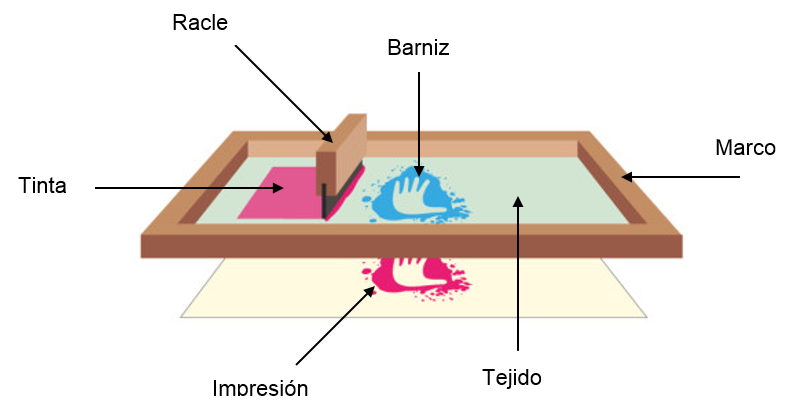 Racle
Barniz
Marco
Tinta
Tejido
Impresión